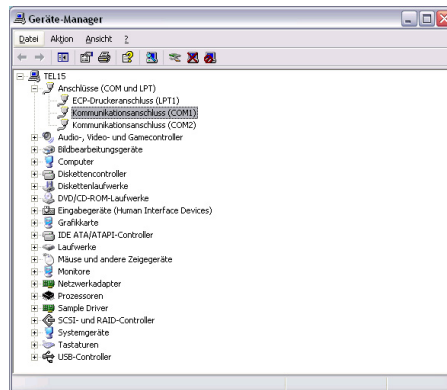 Geräte-Manager
Datei Aktion Ansicht ?
TEL15
Anschlüsse (COM und LPT)
ECP-Druckeranschluss (LPT1)
Kommunikationsanschluss (COM1)
Kommunikationsanschluss (COM2)
Audio-, Video- und Gamecontroller
Bildbearbeitungsgeräte
Computer
Diskettencontroller
Diskettenlaufwerke
DVD/CD-ROM-Laufwerke
Eingabegeräte (Human Interface Devices)
Grafikkarte
IDE ATA/ATAPI-Controller
Laufwerke
Mäuse und andere Zeigegeräte
Monitore
Netzwerkadapter
Prozessoren
Sample Driver
SCSI- und RAID-Controller
Systemgeräte
Tastaturen
USB-Controller